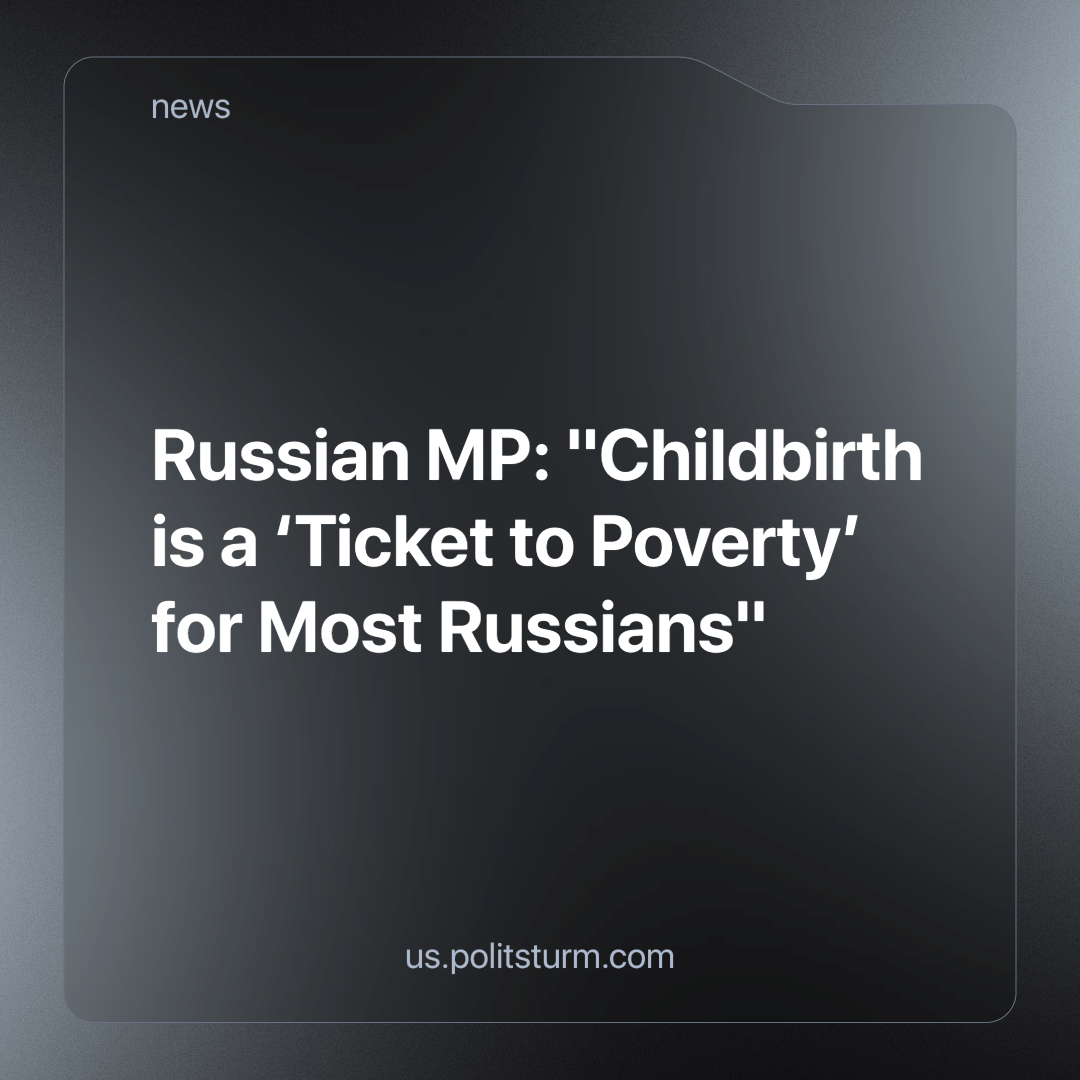 news
Russian MP: "Childbirth
is a ‘Ticket to Poverty’
for Most Russians"
us.politsturm.com